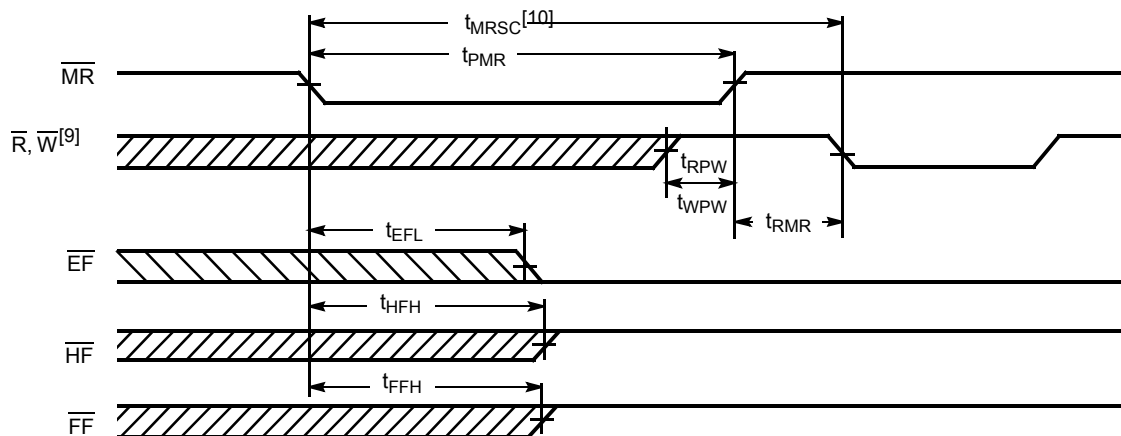 tMRSC[10]
tPMR
MR
R, W[9]
tRPW
tWPW
tRMR
tEFL
EF
tHFH
HF
tFFH
FF